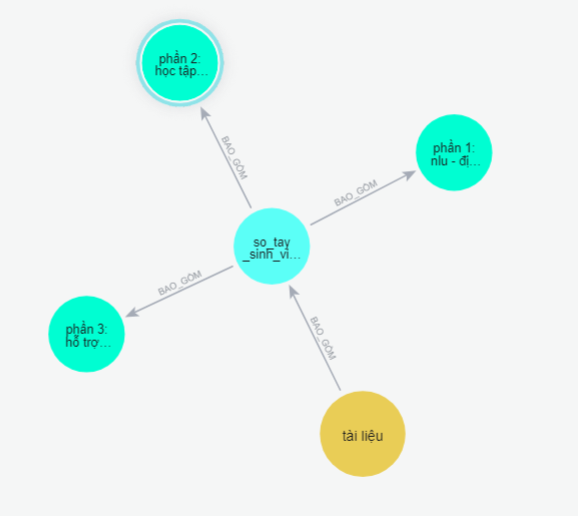 phần 2:
học tập...
BAO_GỒM
phần 1:
nlu - đị...
BAO_GỒM
so_tay
_sinh_vi...
BAO_GỒM
phần 3:
hỗ trợ...
BAO_GỒM
tài liệu